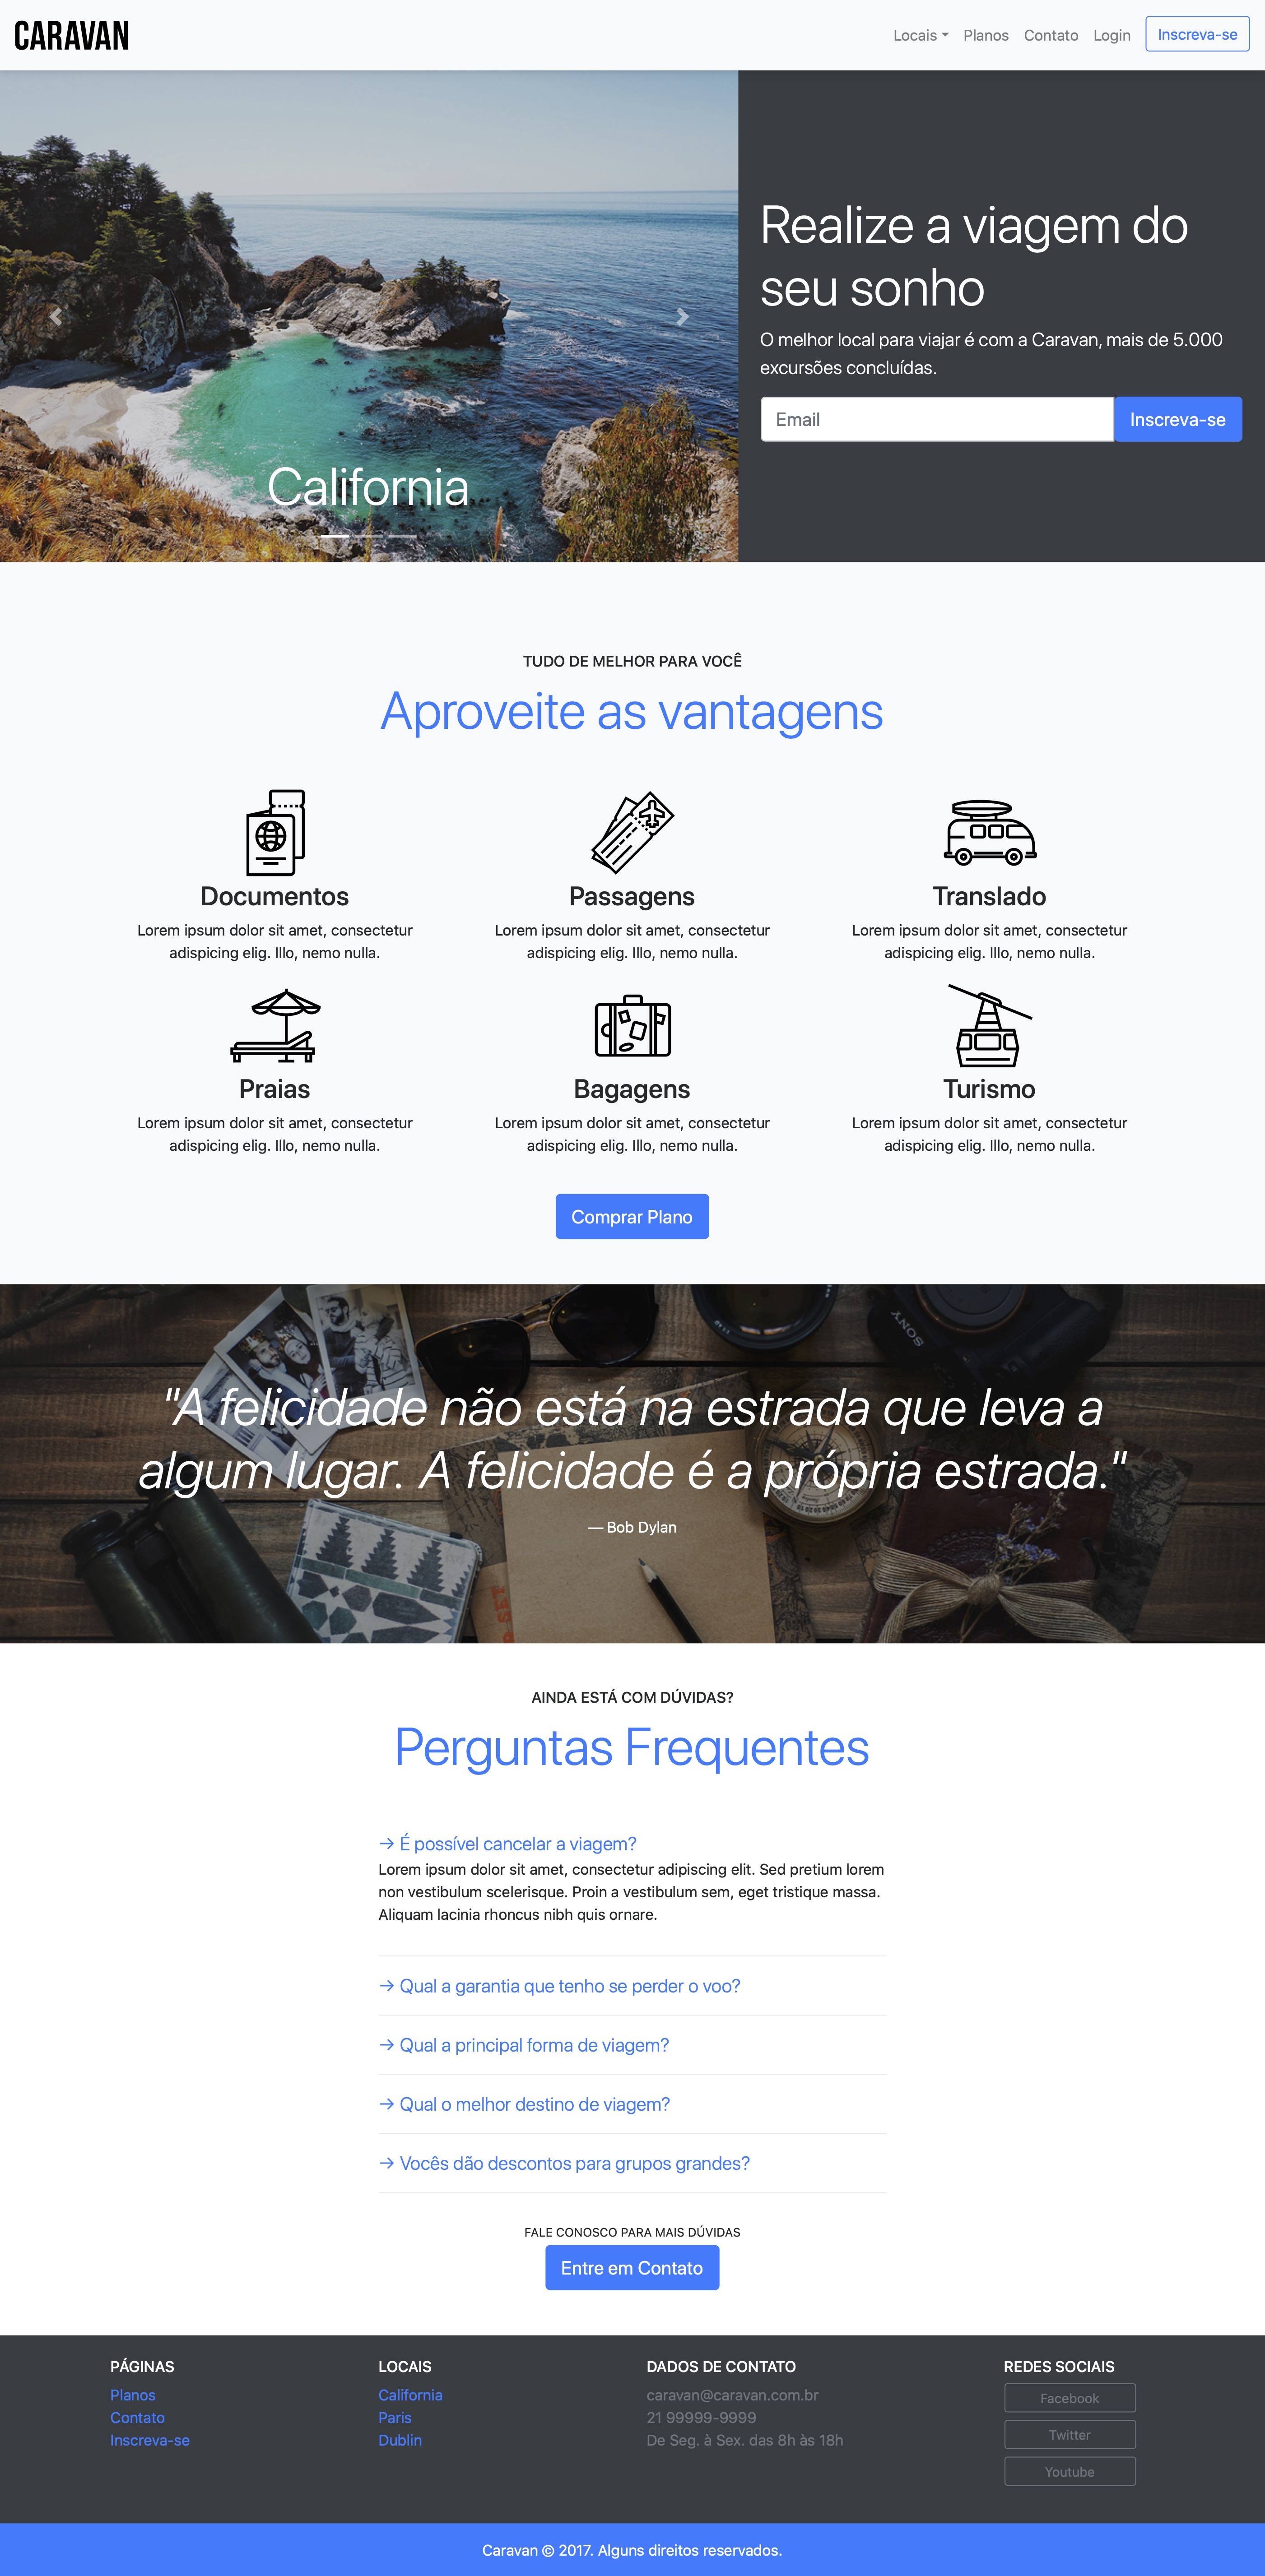 CARAVAN
Locais
Planos
Contato
Login
Inscreva-se
California
Realize a viagem do
seu sonho
O melhor local para viajar é com a Caravan, mais de 5.000
excursões concluídas.
Email
Inscreva-se
TUDO DE MELHOR PARA VOCÊ
Aproveite as vantagens
Documentos
Lorem ipsum dolor sit amet, consectetur
adispicing elig. Illo, nemo nulla.
Passagens
Lorem ipsum dolor sit amet, consectetur
adispicing elig. Illo, nemo nulla.
Translado
Lorem ipsum dolor sit amet, consectetur
adispicing elig. Illo, nemo nulla.
Praias
Lorem ipsum dolor sit amet, consectetur
adispicing elig. Illo, nemo nulla.
Bagagens
Lorem ipsum dolor sit amet, consectetur
adispicing elig. Illo, nemo nulla.
Turismo
Lorem ipsum dolor sit amet, consectetur
adispicing elig. Illo, nemo nulla.
Comprar Plano
SONY
"A felicidade não está na estrada que leva a
algum lugar. A felicidade é a própria estrada."
— Bob Dylan
AINDA ESTÁ COM DÚVIDAS?
Perguntas Frequentes
→ É possível cancelar a viagem?
Lorem ipsum dolor sit amet, consectetur adipiscing elit. Sed pretium lorem
non vestibulum scelerisque. Proin a vestibulum sem, eget tristique massa.
Aliquam lacinia rhoncus nibh quis ornare.
→ Qual a garantia que tenho se perder o voo?
→ Qual a principal forma de viagem?
→ Qual o melhor destino de viagem?
→ Vocês dão descontos para grupos grandes?
FALE CONOSCO PARA MAIS DÚVIDAS
Entre em Contato
PÁGINAS
Planos
Contato
Inscreva-se
LOCAIS
California
Paris
Dublin
DADOS DE CONTATO
caravan@caravan.com.br
21 99999-9999
De Seg. à Sex. das 8h às 18h
REDES SOCIAIS
Facebook
Twitter
Youtube
Caravan © 2017. Alguns direitos reservados.